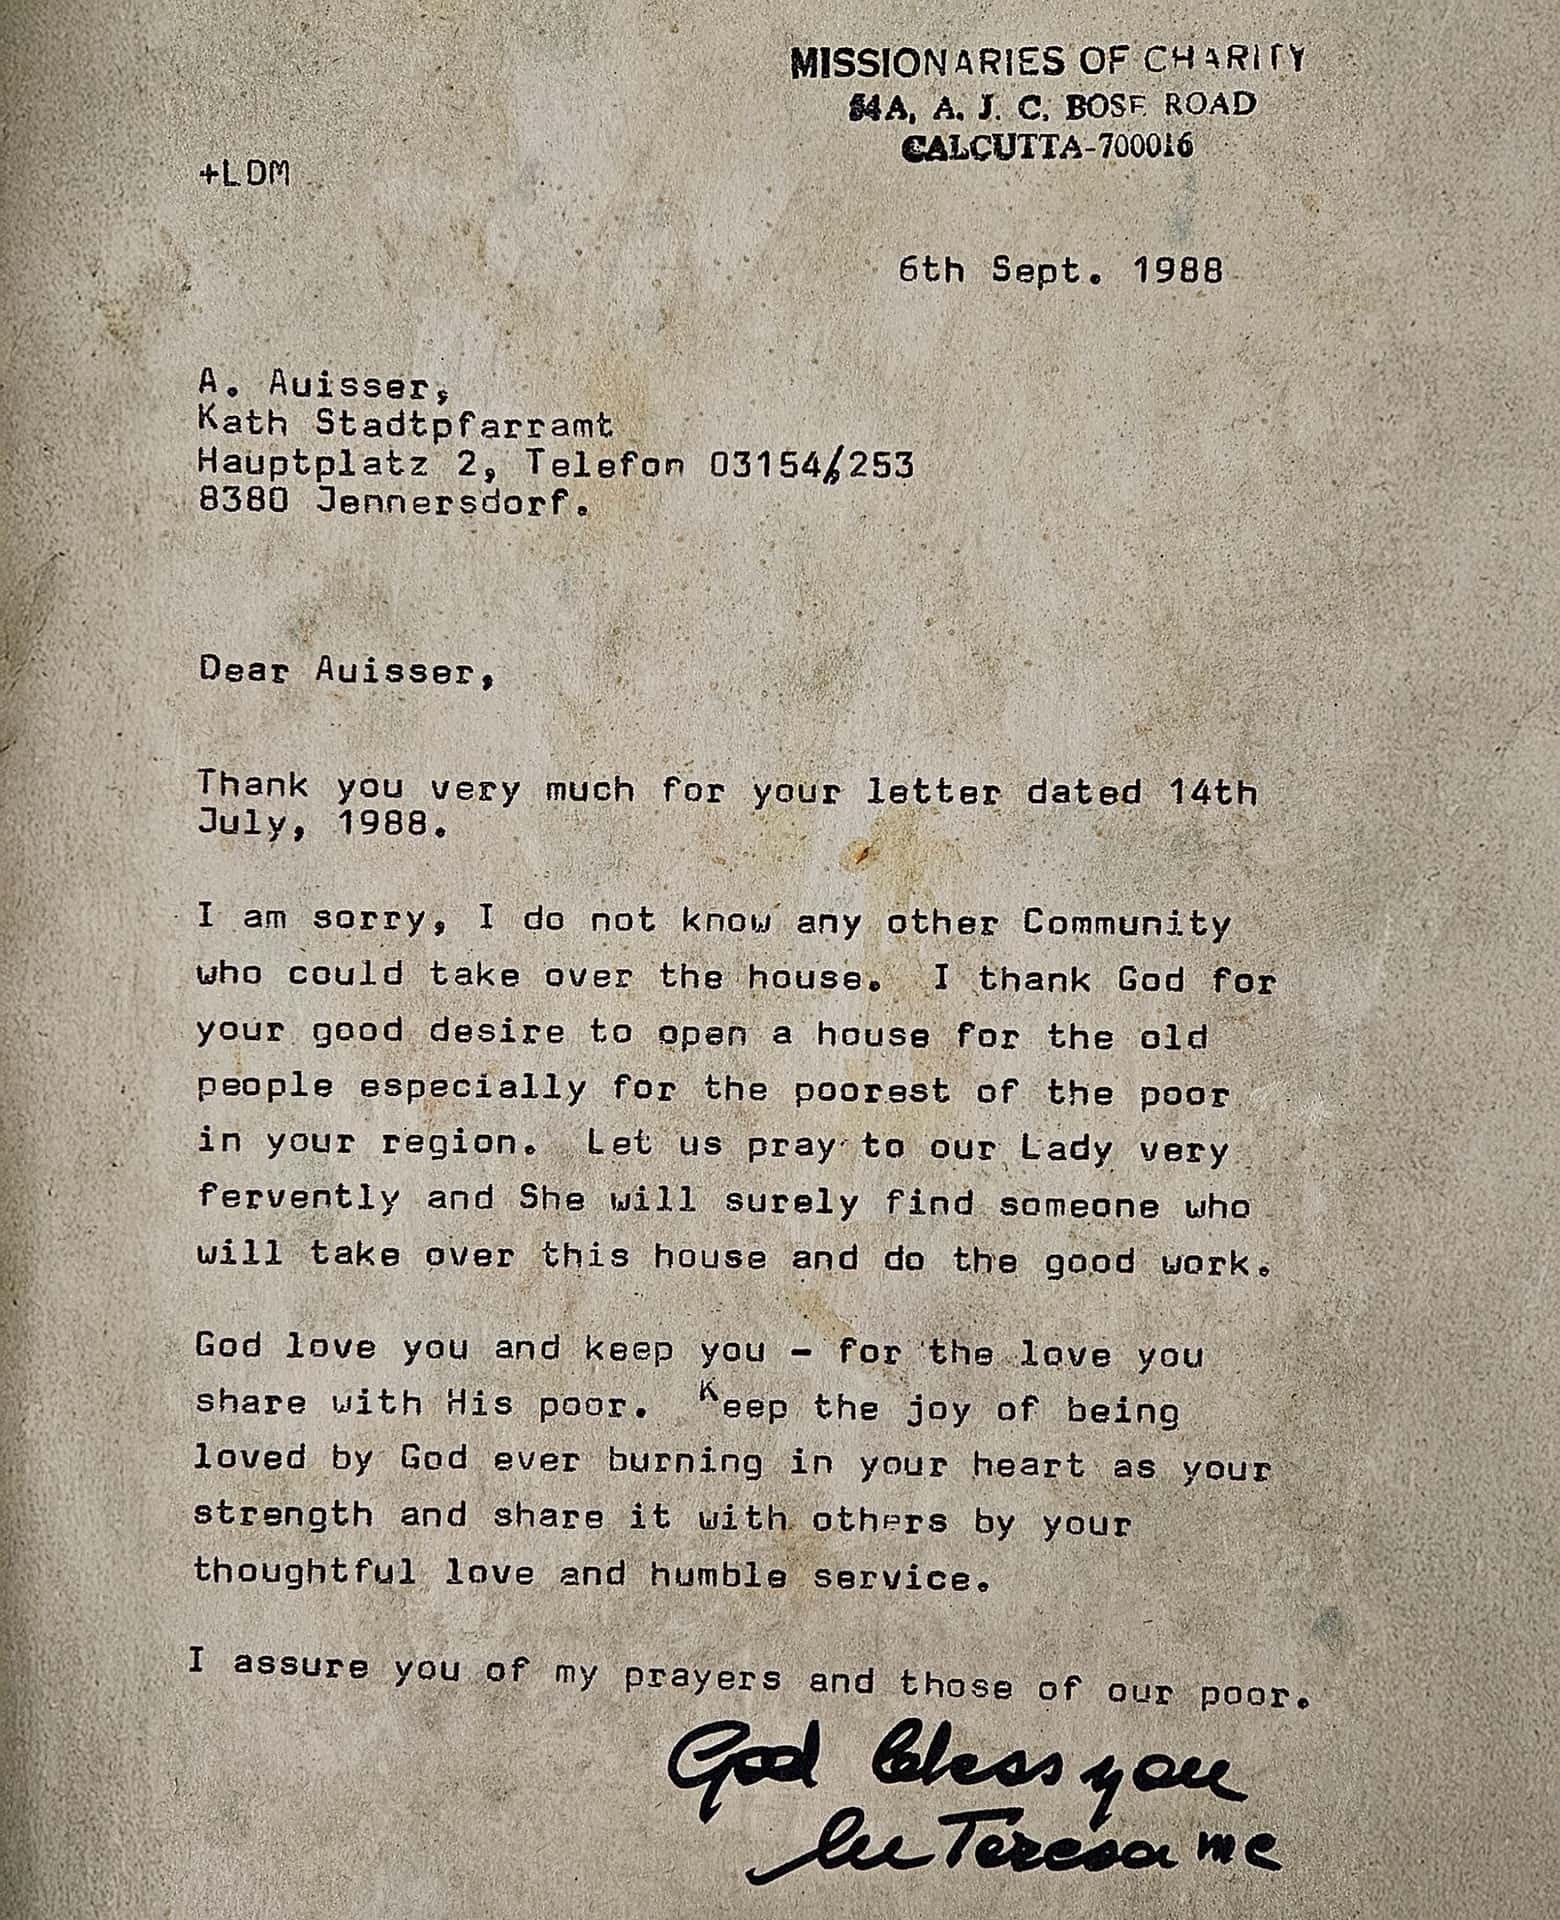 MISSIONARIES OF CHARITY
54A, A. J. C. BOSE ROAD
CALCUTTA-700016
+LDM
6th Sept. 1988
A. Auisser,
Kath Stadtpfarramt
Hauptplatz 2, Telefon 03154/253
8380 Jennersdorf.
Dear Auisser,
Thank you very much for your letter dated 14th
July, 1988.
I am sorry, I do not know any other Community
who could take over the house. I thank God for
your good desire to open a house for the old
people especially for the poorest of the poor
in your region. Let us pray to our Lady very
fervently and She will surely find someone who
will take over this house and do the good work.
God love you and keep you - for the love you
share with His poor. Keep the joy of being
loved by God ever burning in your heart as your
strength and share it with others by your
thoughtful love and humble service.
I assure you of my prayers and those of our poor.
God bless you
lle Teresa mc